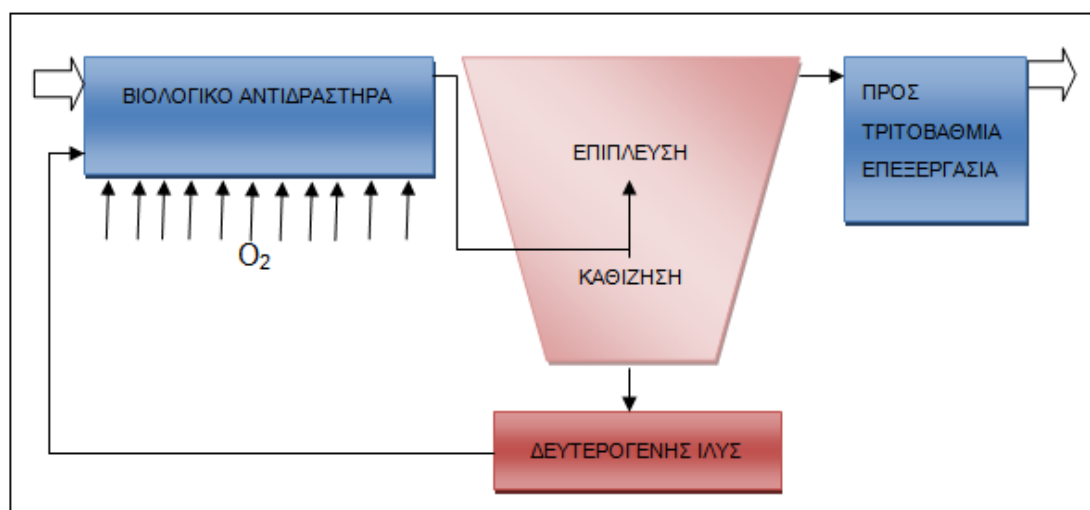 ΒΙΟΛΟΓΙΚΟ ΑΝΤΙΔΡΑΣΤΗΡΑ
O₂
ΕΠΙΠΛΕΥΣΗ
ΚΑΘΙΖΗΣΗ
ΠΡΟΣ
ΤΡΙΤΟΒΑΘΜΙΑ
ΕΠΕΞΕΡΓΑΣΙΑ
ΔΕΥΤΕΡΟΓΕΝΗΣ ΙΛΥΣ